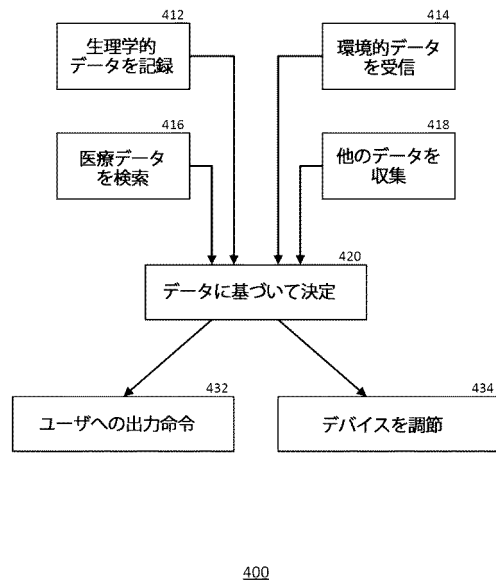 412
生理学的
データを記録
414
環境的データ
を受信
416
医療データ
を検索
418
他のデータを
収集
420
データに基づいて決定
432
ユーザへの出力命令
434
デバイスを調節
400